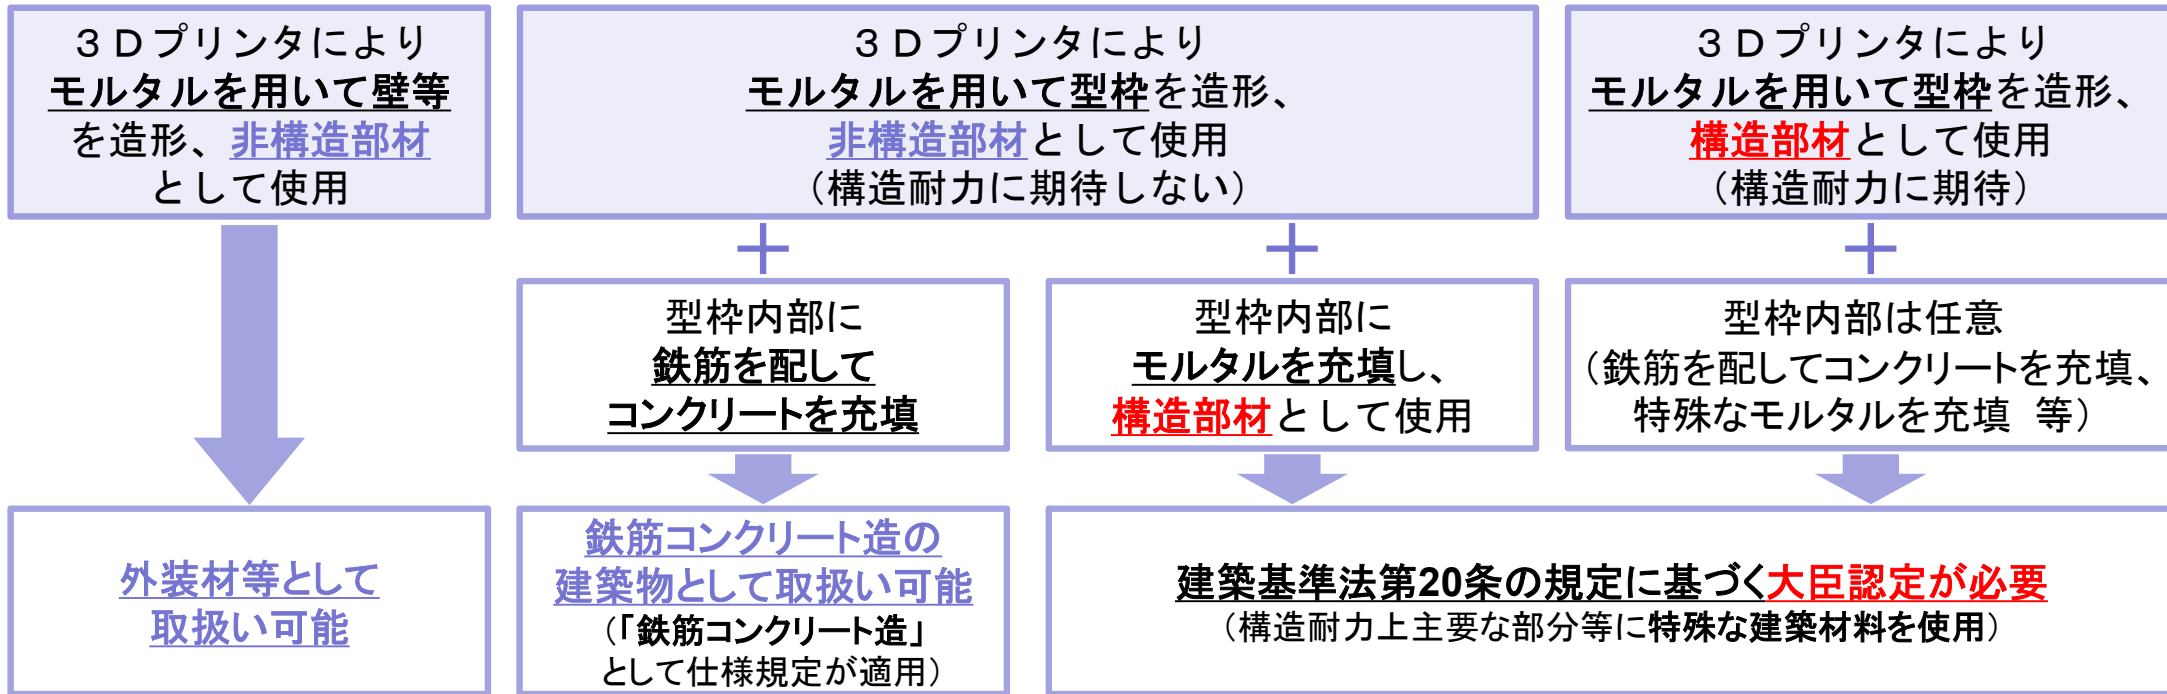 ３Ｄプリンタにより
モルタルを用いて壁等
を造形、非構造部材
として使用
３Ｄプリンタにより
モルタルを用いて型枠を造形、
非構造部材として使用
（構造耐力に期待しない）
３Ｄプリンタにより
モルタルを用いて型枠を造形、
構造部材として使用
（構造耐力に期待）
＋
＋
＋
型枠内部に
鉄筋を配して
コンクリートを充填
型枠内部に
モルタルを充填し、
構造部材として使用
型枠内部は任意
（鉄筋を配してコンクリートを充填、
特殊なモルタルを充填　等）
外装材等として
取扱い可能
鉄筋コンクリート造の
建築物として取扱い可能
（「鉄筋コンクリート造」
として仕様規定が適用）
建築基準法第20条の規定に基づく大臣認定が必要
（構造耐力上主要な部分等に特殊な建築材料を使用）